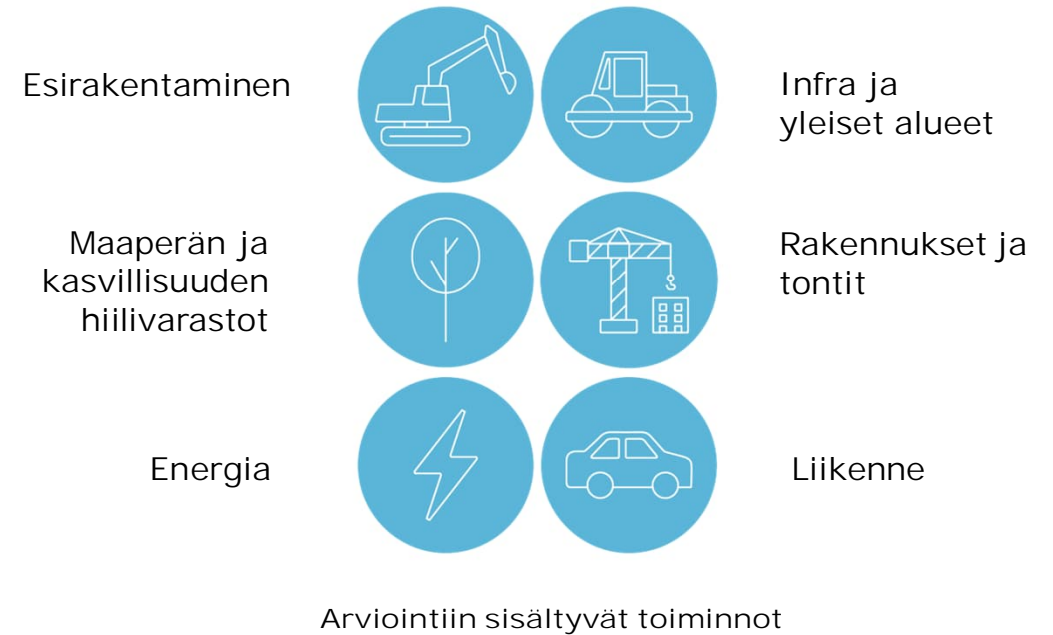 Esirakentaminen
Infra ja
yleiset alueet
Maaperän ja
kasvillisuuden
hiilivarastot
Rakennukset ja
tontit
Energia
Liikenne
Arviointiin sisältyvät toiminnot